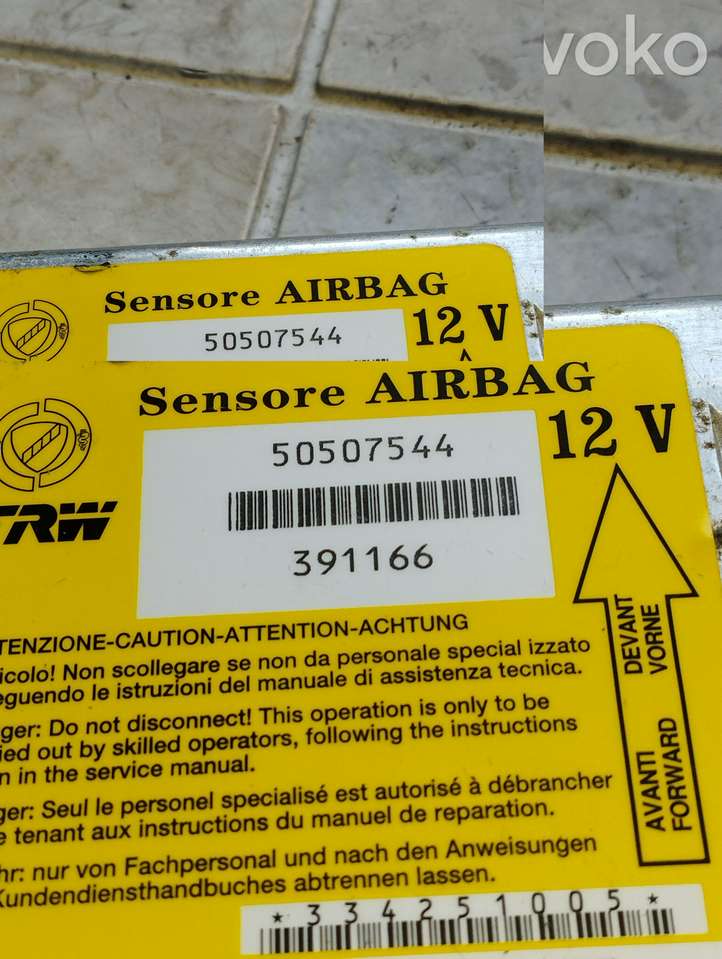 voko
Sensore AIRBAG
50507544
12 V
Sensore AIRBAG
50507544
12 V
391166
TRW
DEVANT
VORNE
AVANTI
FORWARD
TENZIONE-CAUTION-ATTENTION-ACHTUNG
icolo! Non scollegare se non da personale special izzato
eguendo le istruzioni del manuale di assistenza tecnica.
ger: Do not disconnect! This operation is only to be
ied out by skilled operators, following the instructions
n in the service manual.
ger: Seul le personel specialisé est autorisé à débrancher
e tenant aux instructions du manuel de reparation.
hr: nur von Fachpersonal und nach den Anweisungen
Kundendiensthandbuches abtrennen lassen.
*334251005*